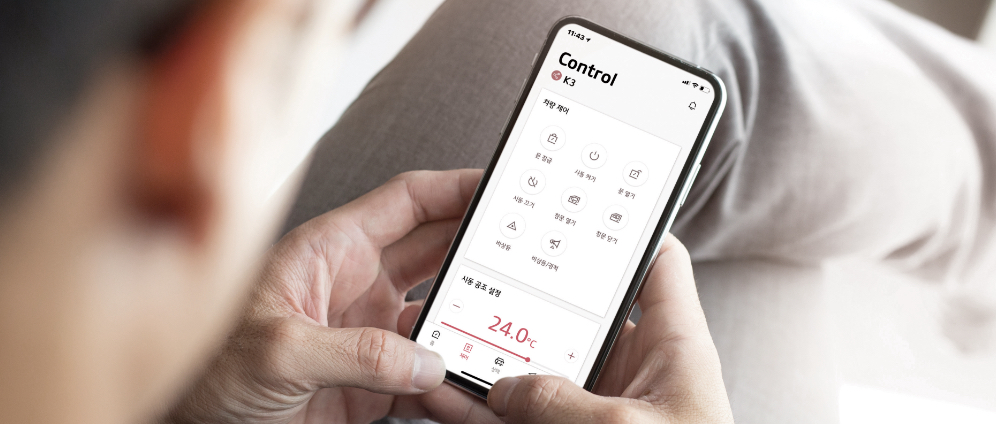 11:43
Control
K3
차량 제어
문 잠금
시동 켜기
문 열기
시동 끄기
창문 열기
창문 닫기
비상등
비상등/경적
시동 공조 설정
24.0°C
홈
제어
상태